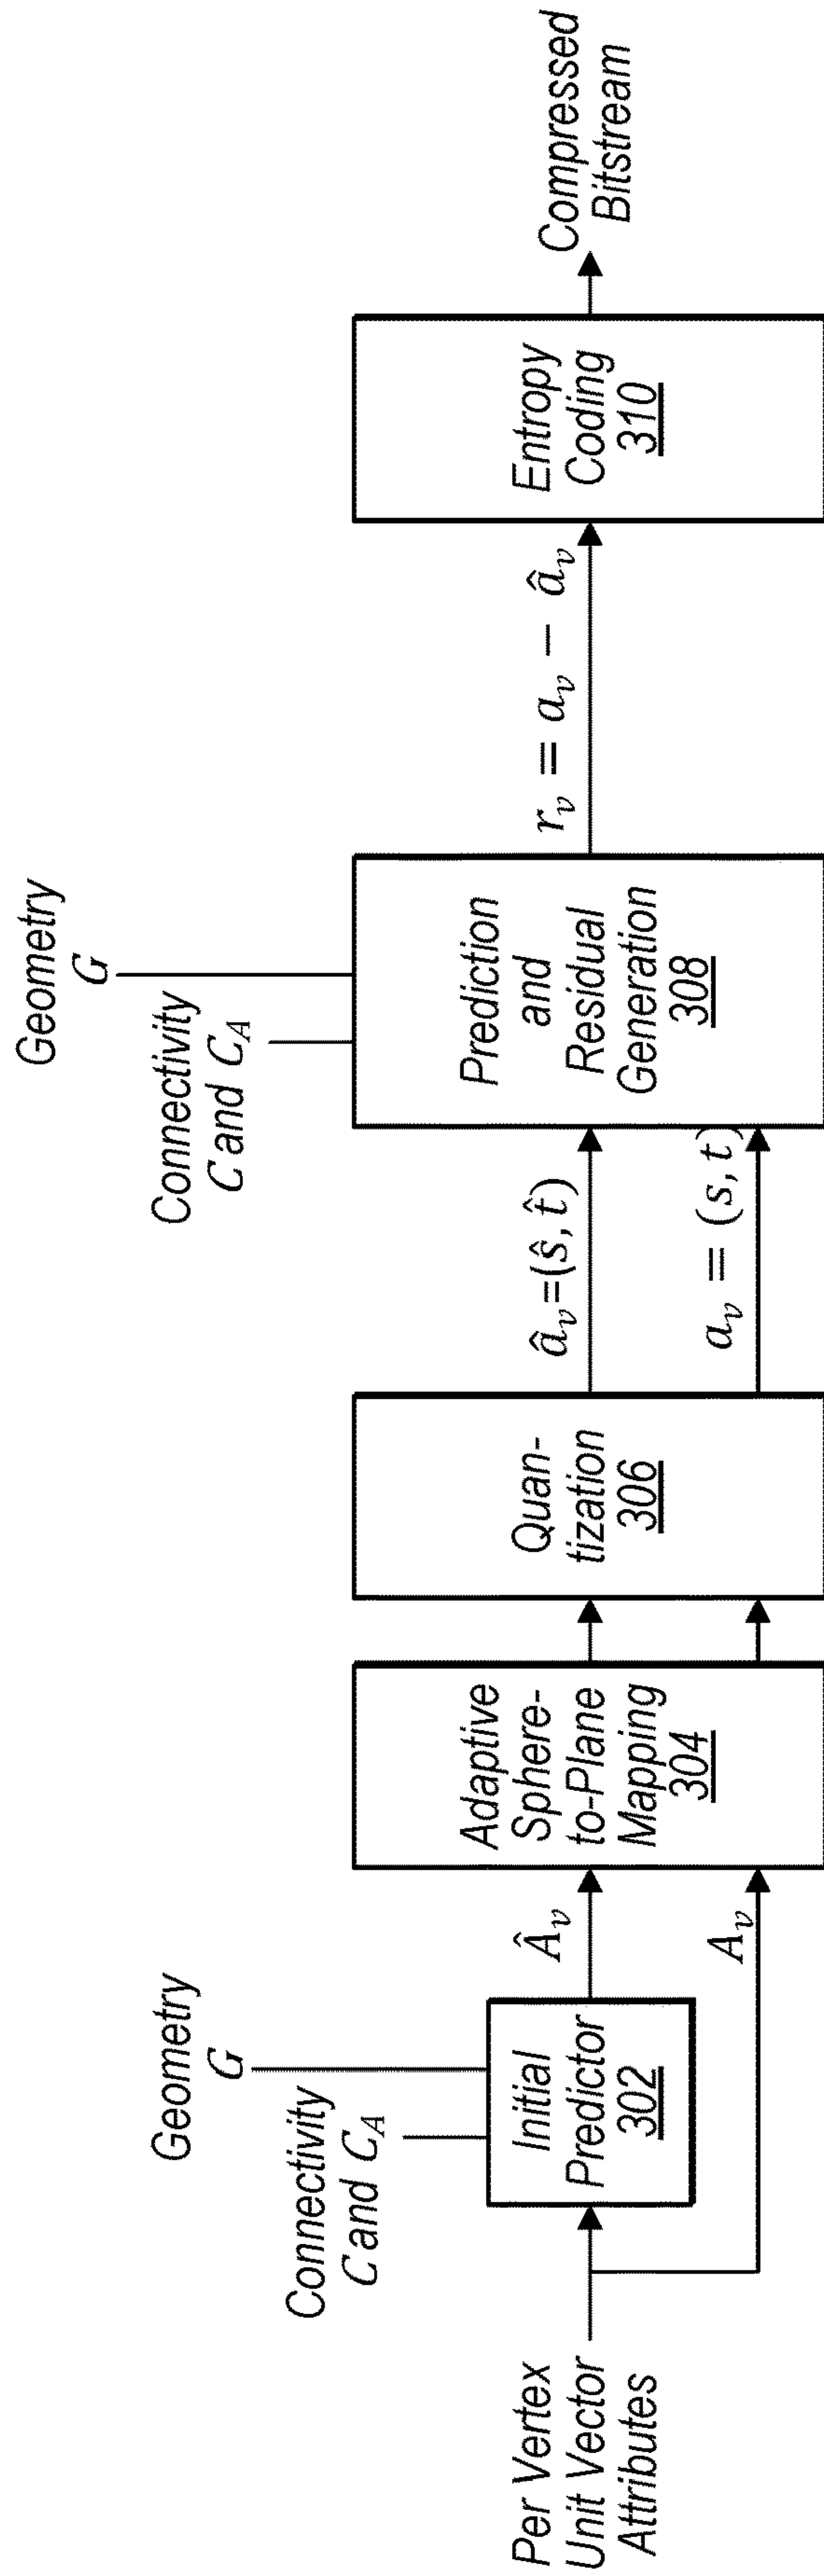 Per Vertex
Unit Vector
Attributes
Geometry
G
Connectivity
C and C_A
Initial
Predictor
302
Â_v
A_v
Adaptive
Sphere-
to-Plane
Mapping
304
Quan-
tization
306
â_v=(ŝ,t̂)
a_v = (s,t)
Geometry
G
Connectivity
C and C_A
Prediction
and
Residual
Generation
308
r_v = a_v − â_v
Entropy
Coding
310
Compressed
Bitstream